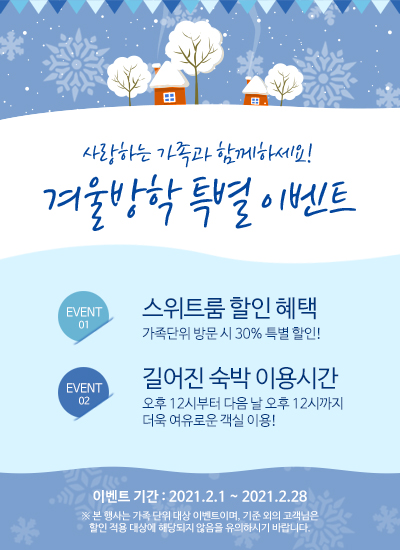 사랑하는 가족과 함께하세요!
겨울방학 특별 이벤트
EVENT
01
스위트룸 할인 혜택
가족단위 방문 시 30% 특별 할인!
EVENT
02
길어진 숙박 이용시간
오후 12시부터 다음 날 오후 12시까지
더욱 여유로운 객실 이용!
이벤트 기간 : 2021.2.1 ~ 2021.2.28
※ 본 행사는 가족 단위 대상 이벤트이며, 기준 외의 고객님은
할인 적용 대상에 해당되지 않음을 유의하시기 바랍니다.